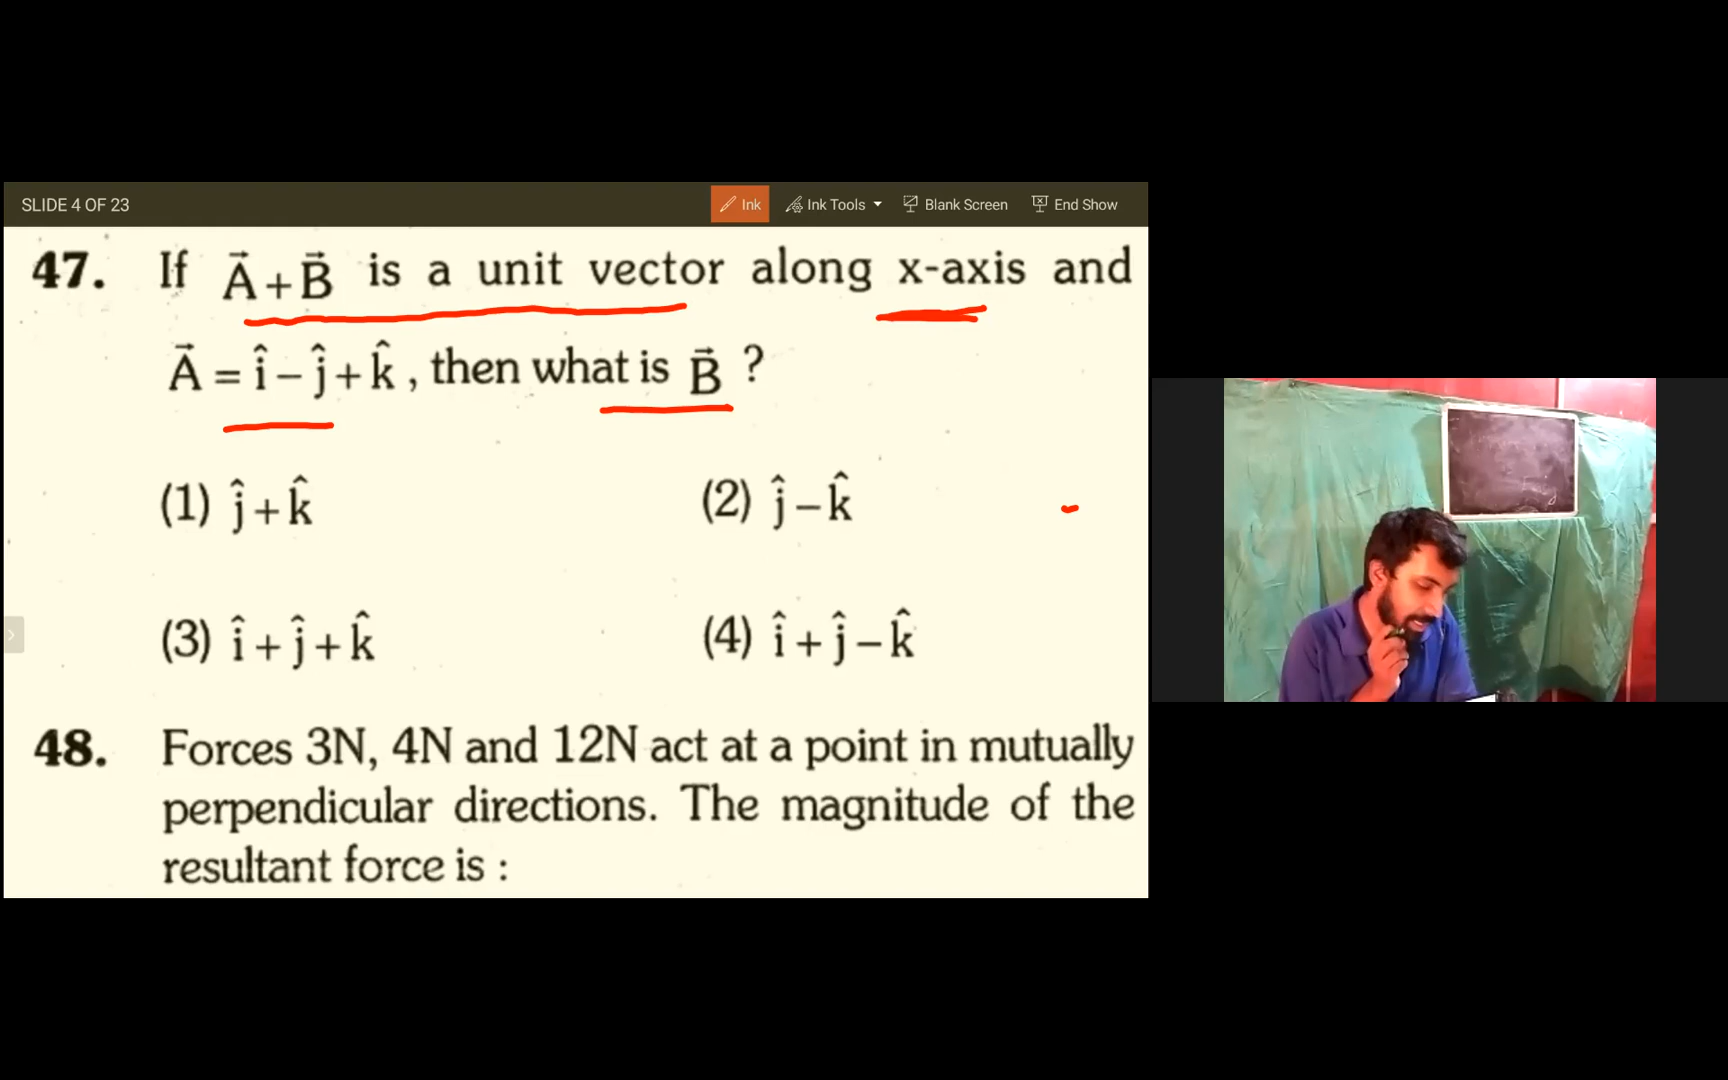 SLIDE 4 OF 23
Ink
Ink Tools
Blank Screen
End Show
47. If A⃗ + B⃗ is a unit vector along x-axis and
A⃗ = î − ĵ + k̂ , then what is B⃗ ?
(1) ĵ + k̂ (2) ĵ − k̂
(3) î + ĵ + k̂ (4) î + ĵ − k̂
48. Forces 3N, 4N and 12N act at a point in mutually
perpendicular directions. The magnitude of the
resultant force is :